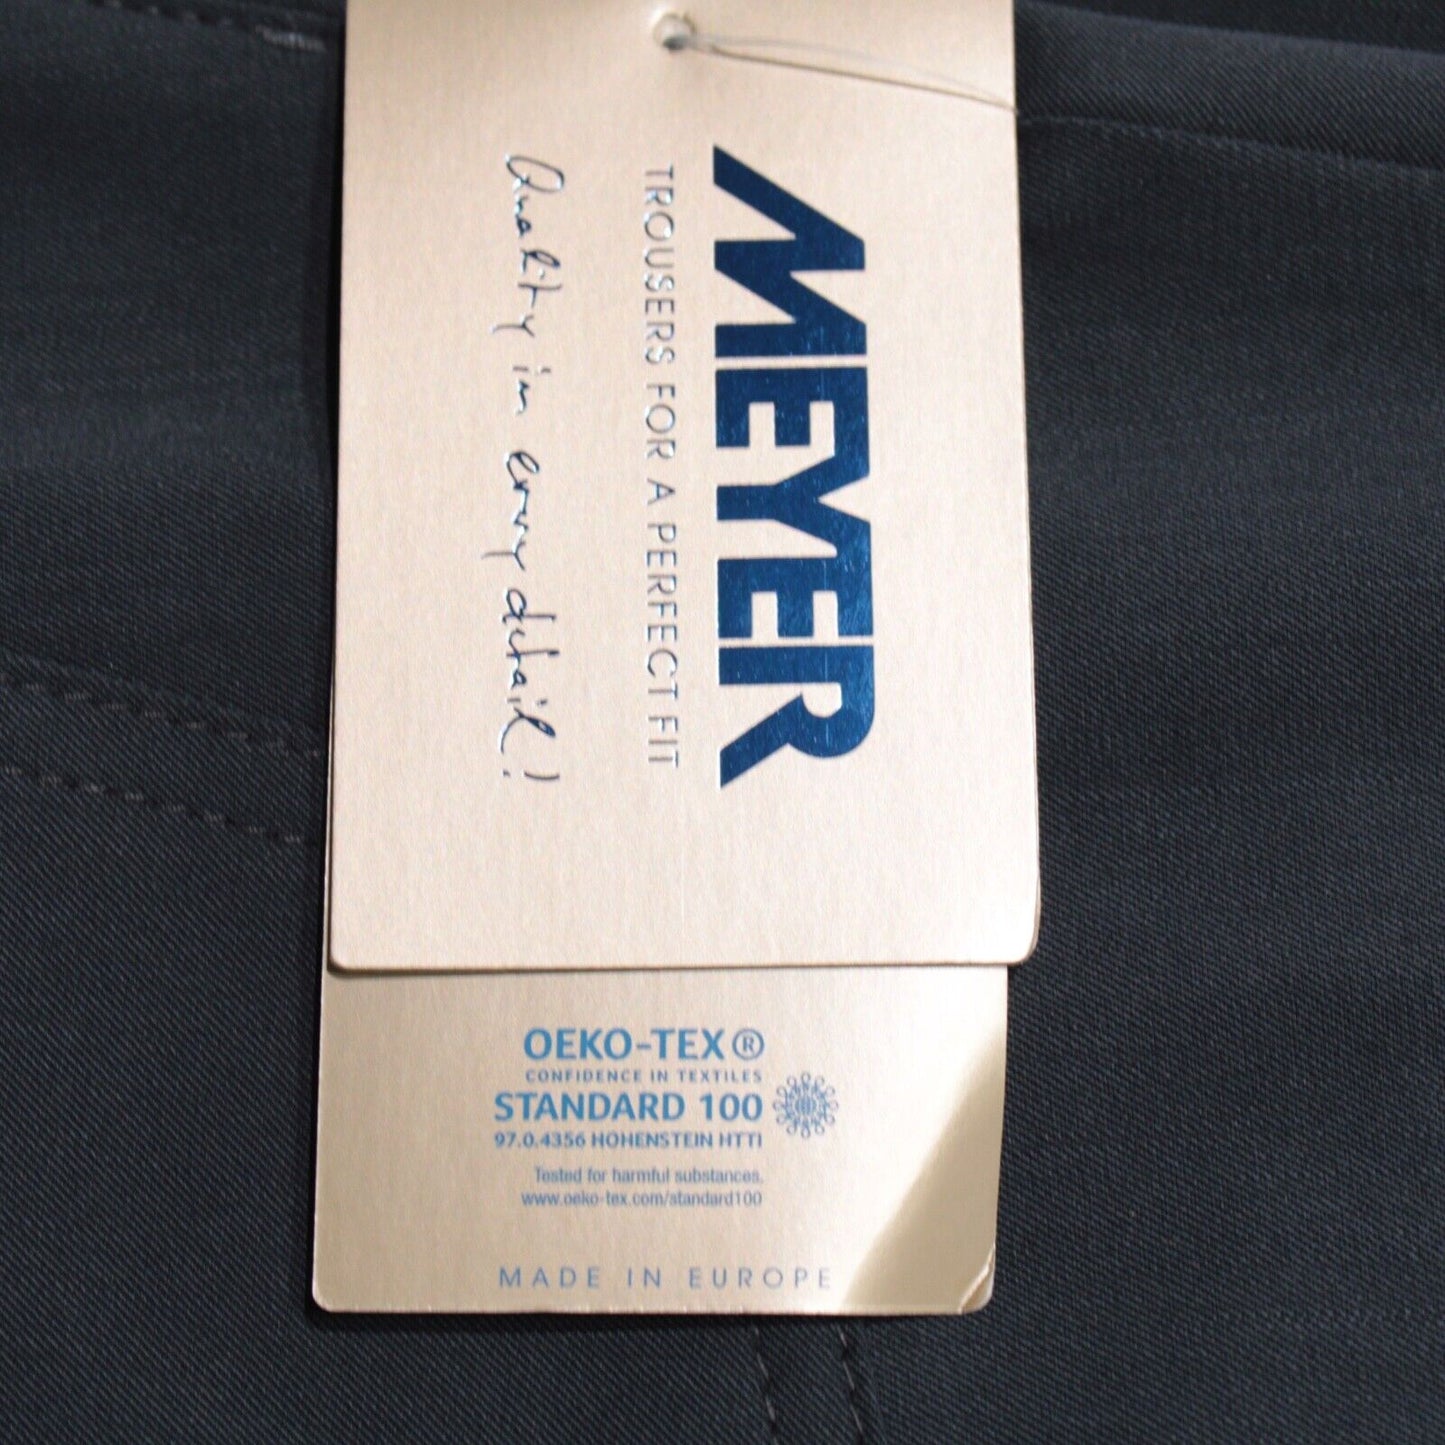 MEYER
TROUSERS FOR A PERFECT FIT
Quality in every detail!
OEKO-TEX®
CONFIDENCE IN TEXTILES
STANDARD 100
97.0.4356 HOHENSTEIN HTTI
Tested for harmful substances.
www.oeko-tex.com/standard100
MADE IN EUROPE